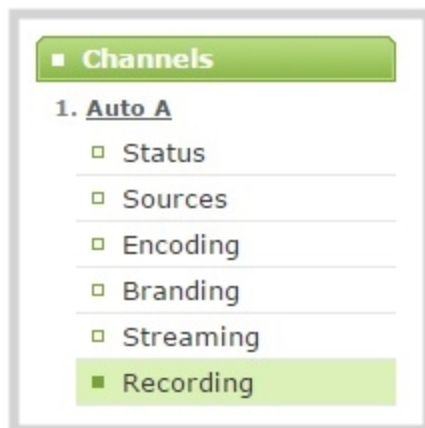 Channels
1. Auto A
Status
Sources
Encoding
Branding
Streaming
Recording